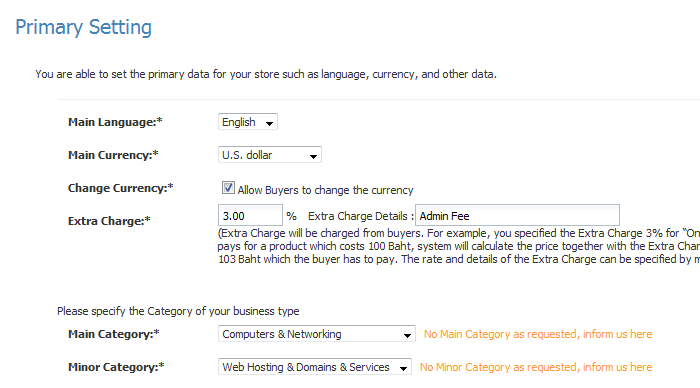 Primary Setting
You are able to set the primary data for your store such as language, currency, and other data.
Main Language:* English
Main Currency:* U.S. dollar
Change Currency:* Allow Buyers to change the currency
Extra Charge:* 3.00 % Extra Charge Details : Admin Fee
(Extra Charge will be charged from buyers. For example, you specified the Extra Charge 3% for "On
pays for a product which costs 100 Baht, system will calculate the price together with the Extra Char
103 Baht which the buyer has to pay. The rate and details of the Extra Charge can be specified by m
Please specify the Category of your business type
Main Category:* Computers & Networking No Main Category as requested, inform us here
Minor Category:* Web Hosting & Domains & Services No Minor Category as requested, inform us here